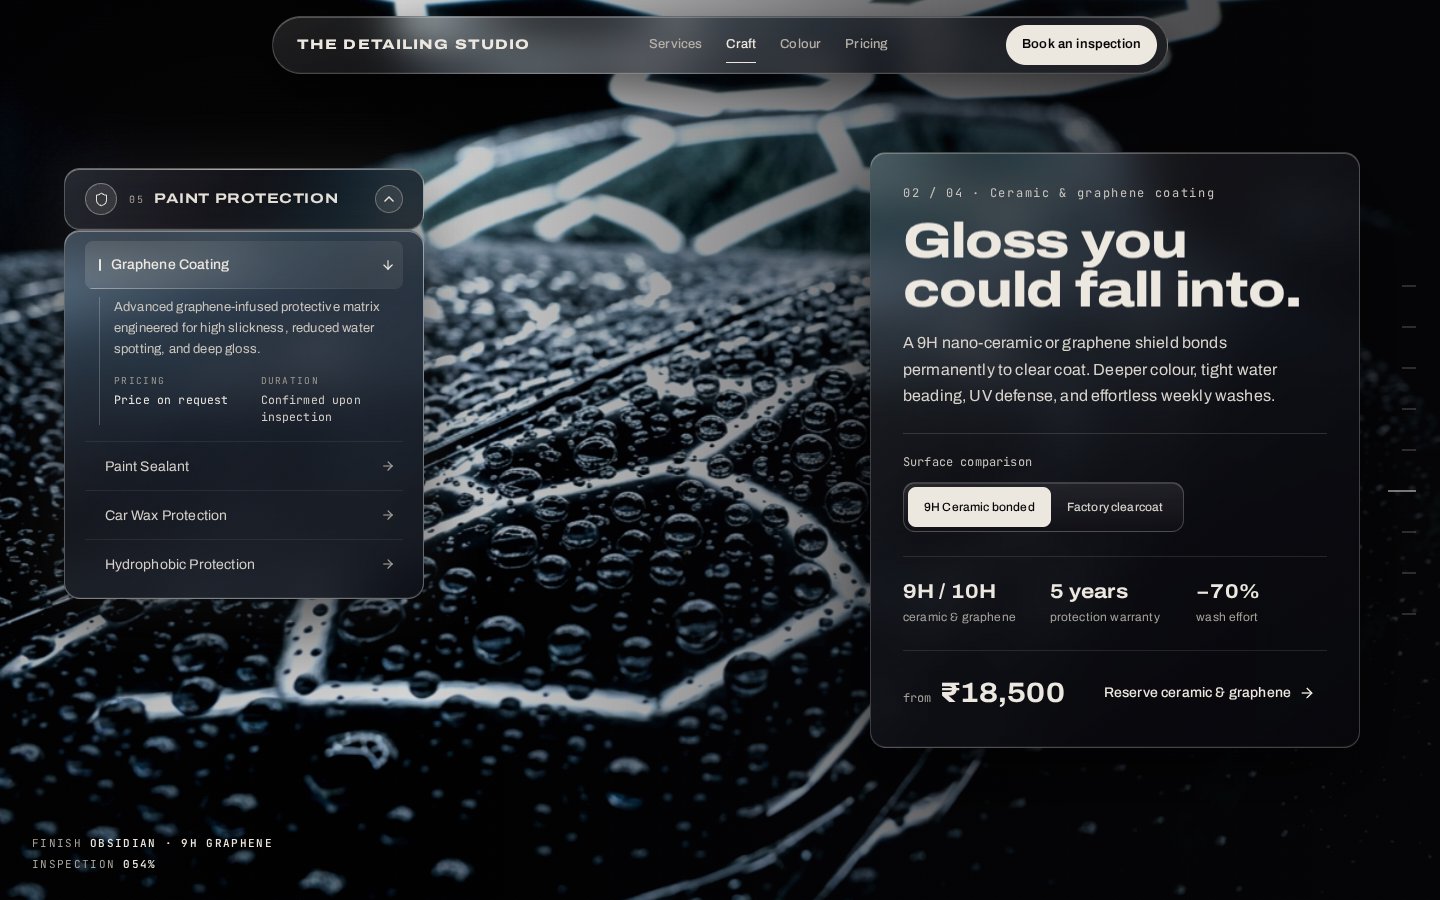 THE DETAILING STUDIO
Services
Craft
Colour
Pricing
Book an inspection
05 PAINT PROTECTION
Graphene Coating
Advanced graphene-infused protective matrix
engineered for high slickness, reduced water
spotting, and deep gloss.
PRICING
Price on request
DURATION
Confirmed upon
inspection
Paint Sealant
Car Wax Protection
Hydrophobic Protection
02 / 04 · Ceramic & graphene coating
Gloss you
could fall into.
A 9H nano-ceramic or graphene shield bonds
permanently to clear coat. Deeper colour, tight water
beading, UV defense, and effortless weekly washes.
Surface comparison
9H Ceramic bonded
Factory clearcoat
9H / 10H
ceramic & graphene
5 years
protection warranty
−70%
wash effort
from ₹18,500
Reserve ceramic & graphene
FINISH OBSIDIAN · 9H GRAPHENE
INSPECTION 054%